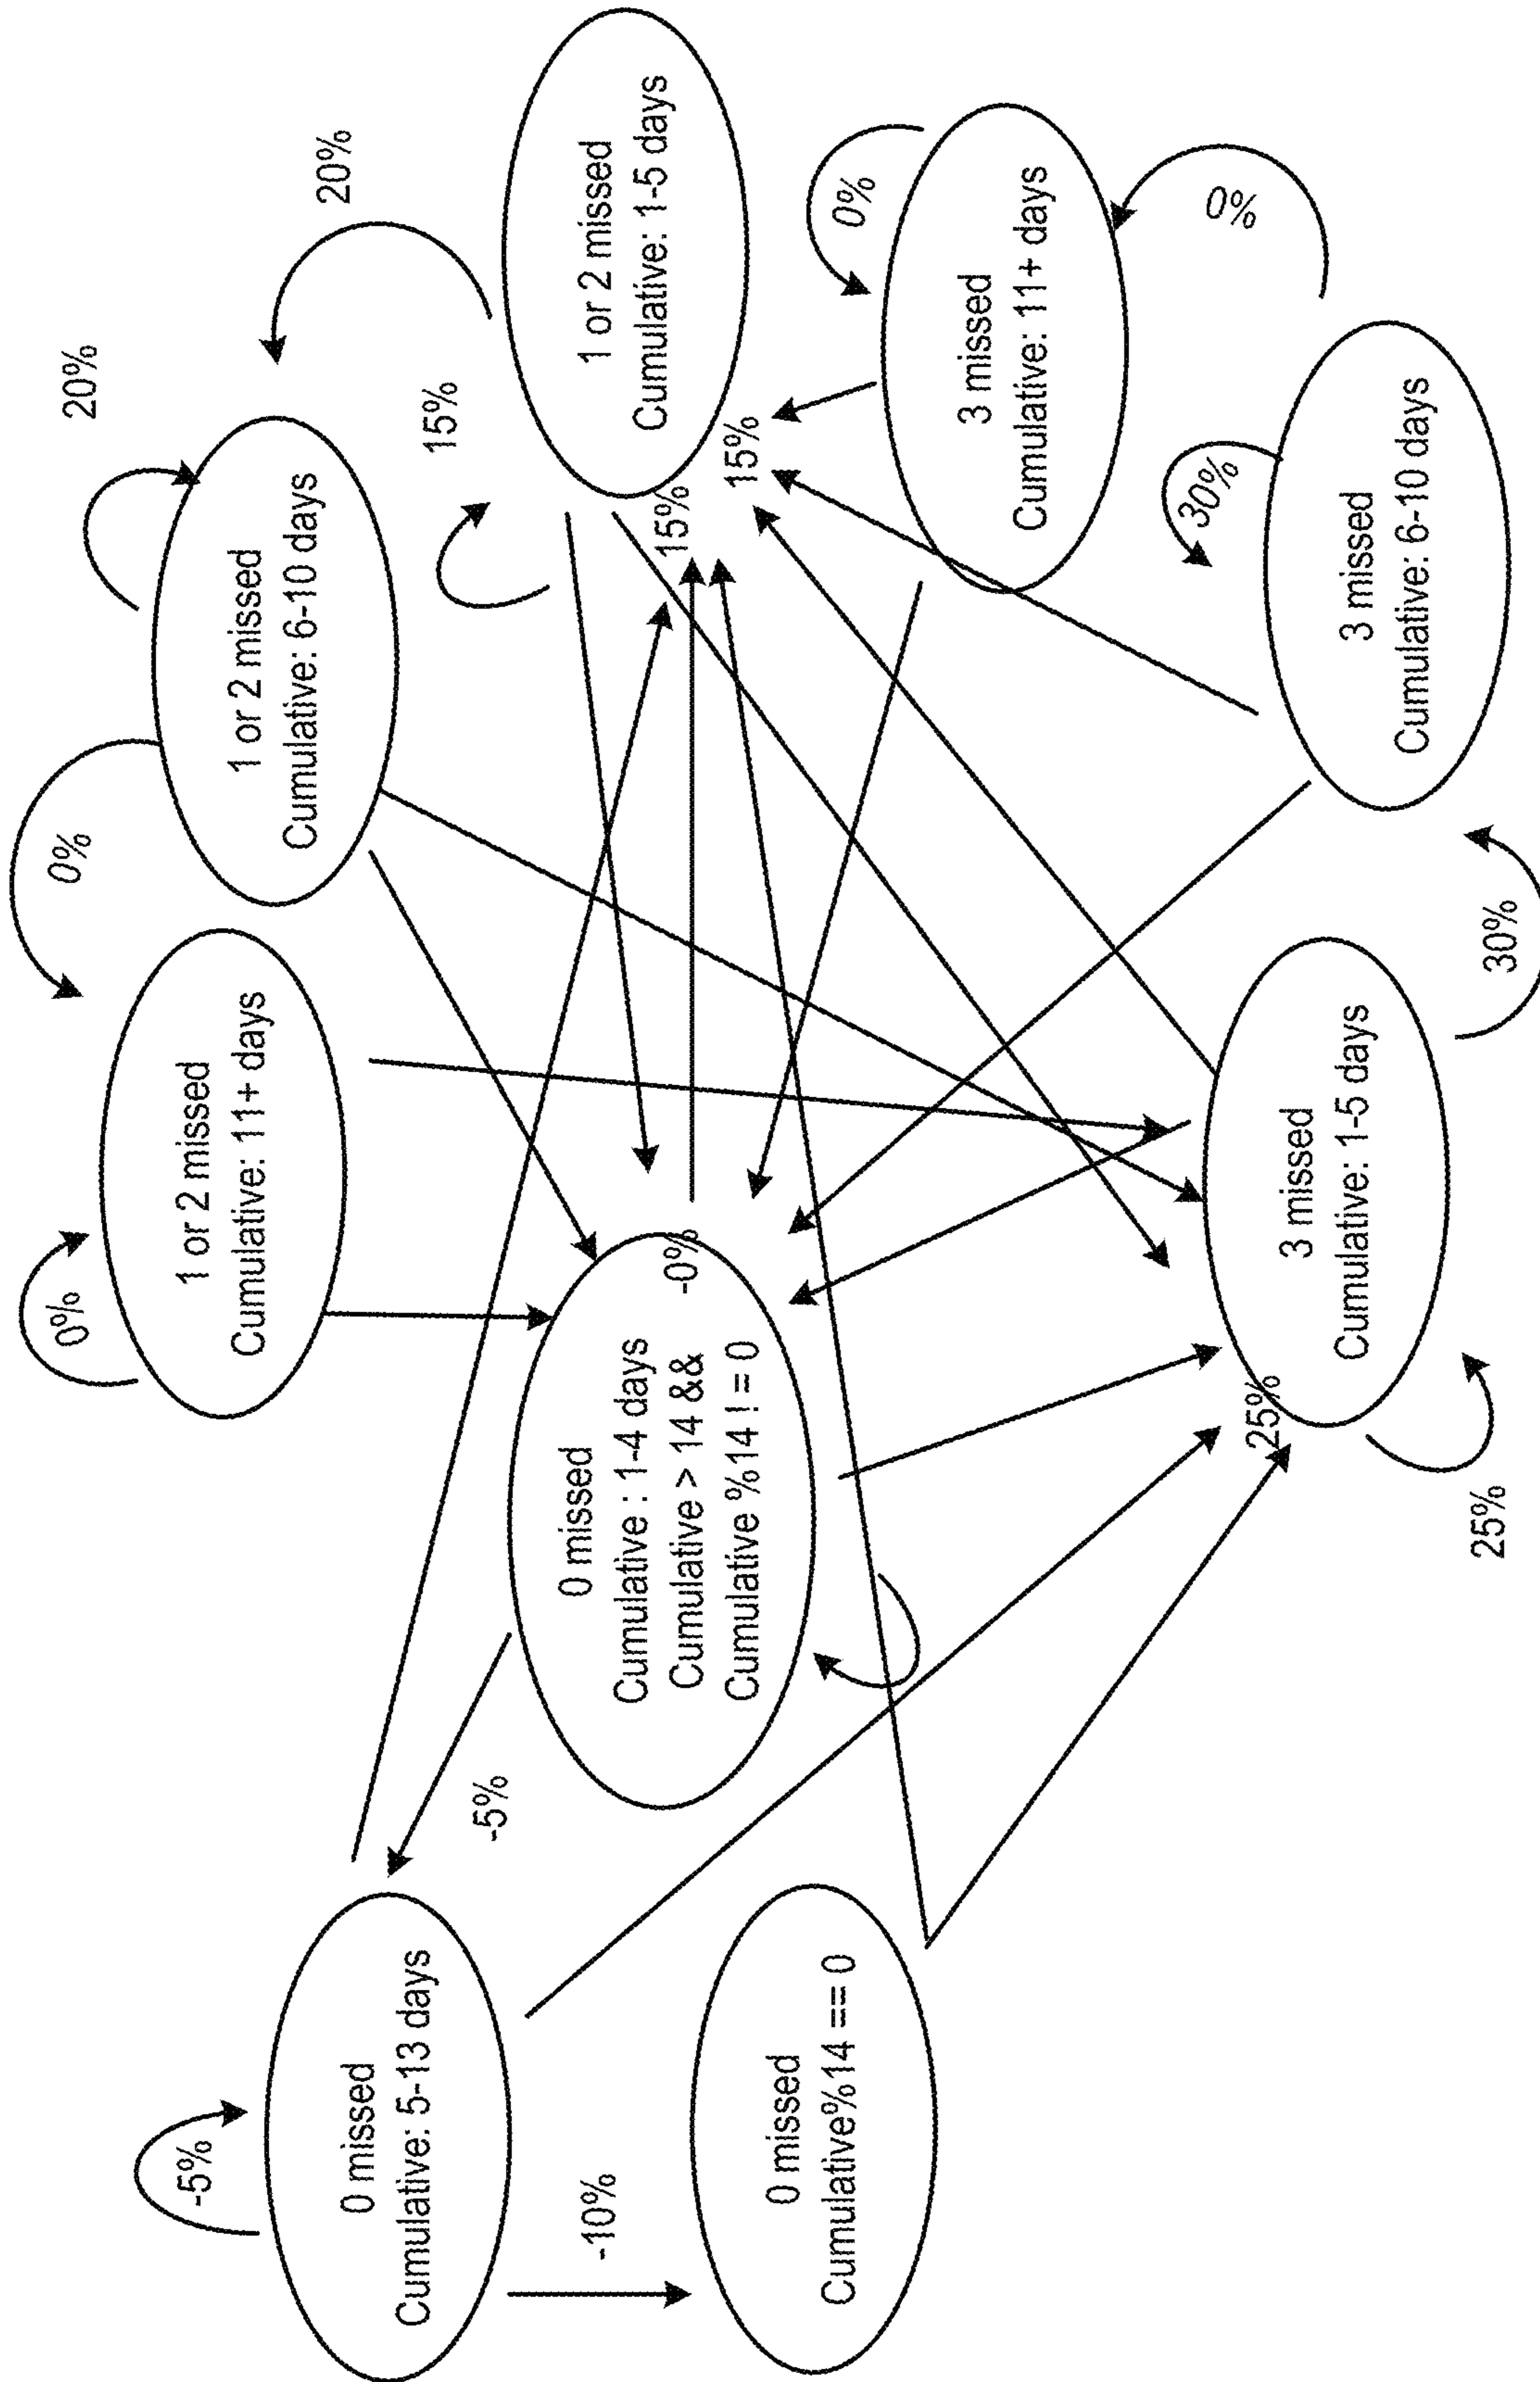 -5%
0 missed
Cumulative: 5-13 days
-10%
0 missed
Cumulative%14 == 0
-5%
0 missed
Cumulative : 1-4 days
Cumulative > 14 &&
Cumulative %14 ! = 0
-0%
0%
1 or 2 missed
Cumulative: 11+ days
0%
1 or 2 missed
Cumulative: 6-10 days
20%
20%
15%
1 or 2 missed
Cumulative: 1-5 days
15%
15%
0%
3 missed
Cumulative: 11+ days
0%
30%
3 missed
Cumulative: 6-10 days
30%
25%
3 missed
Cumulative: 1-5 days
25%